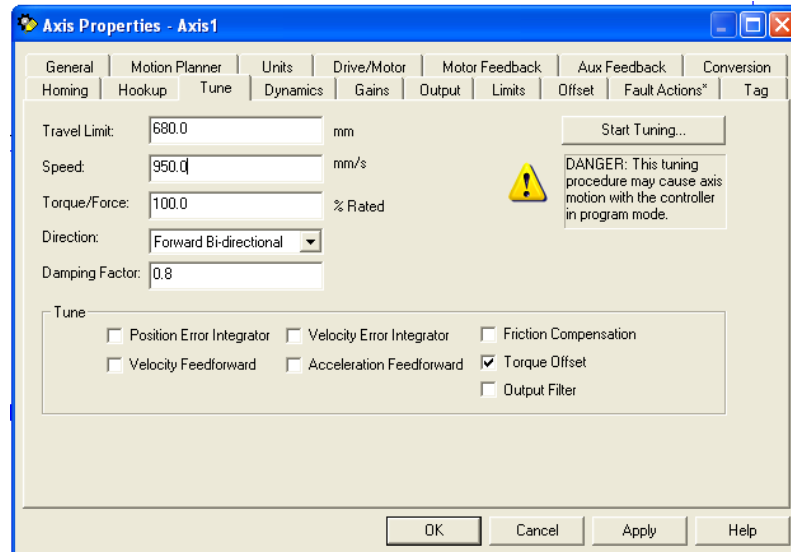 Axis Properties - Axis1
General Motion Planner Units Drive/Motor Motor Feedback Aux Feedback Conversion
Homing Hookup Tune Dynamics Gains Output Limits Offset Fault Actions* Tag
Travel Limit: 680.0 mm Start Tuning...
Speed: 950.0 mm/s
DANGER: This tuning
procedure may cause axis
motion with the controller
in program mode.
Torque/Force: 100.0 % Rated
Direction: Forward Bi-directional
Damping Factor: 0.8
Tune
Position Error Integrator Velocity Error Integrator Friction Compensation
Velocity Feedforward Acceleration Feedforward Torque Offset
Output Filter
OK Cancel Apply Help